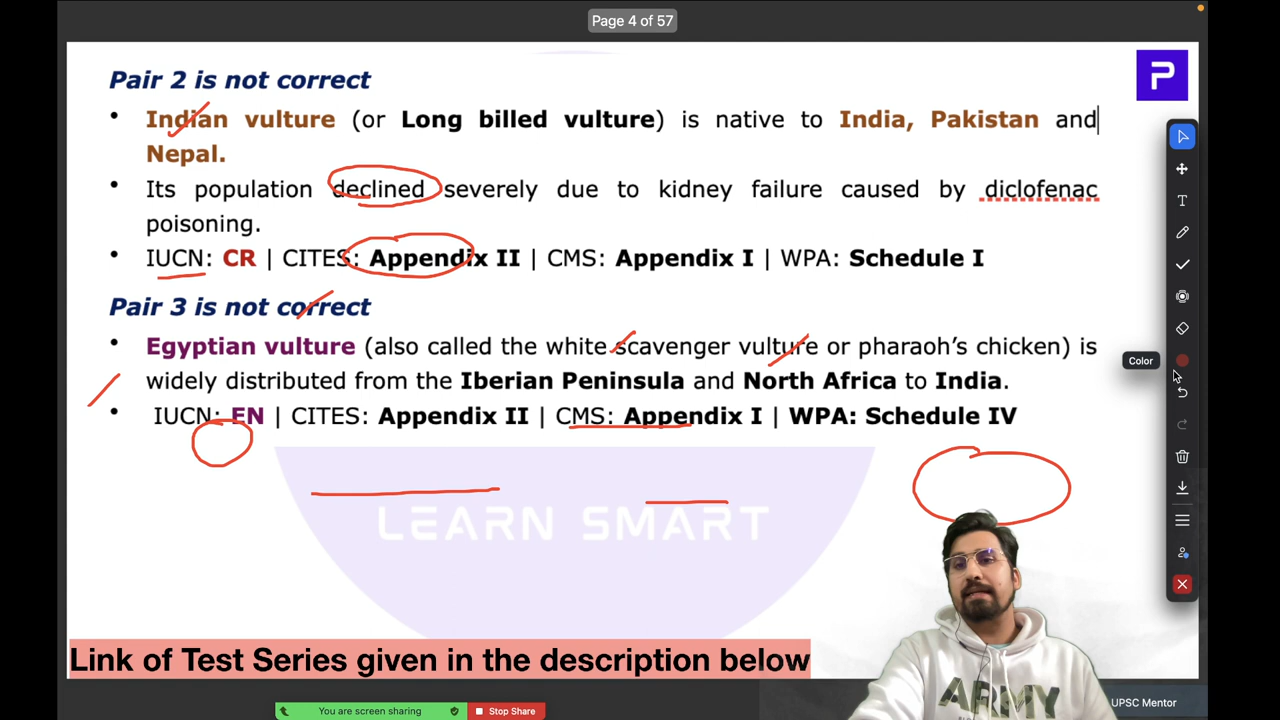 Page 4 of 57
Pair 2 is not correct
P
• Indian vulture (or Long billed vulture) is native to India, Pakistan and
Nepal.
• Its population declined severely due to kidney failure caused by diclofenac
poisoning.
• IUCN: CR | CITES: Appendix II | CMS: Appendix I | WPA: Schedule I
Pair 3 is not correct
• Egyptian vulture (also called the white scavenger vulture or pharaoh’s chicken) is
widely distributed from the Iberian Peninsula and North Africa to India.
• IUCN: EN | CITES: Appendix II | CMS: Appendix I | WPA: Schedule IV
Color
T
LEARN SMART
Link of Test Series given in the description below
ARMY
UPSC Mentor
You are screen sharing
Stop Share